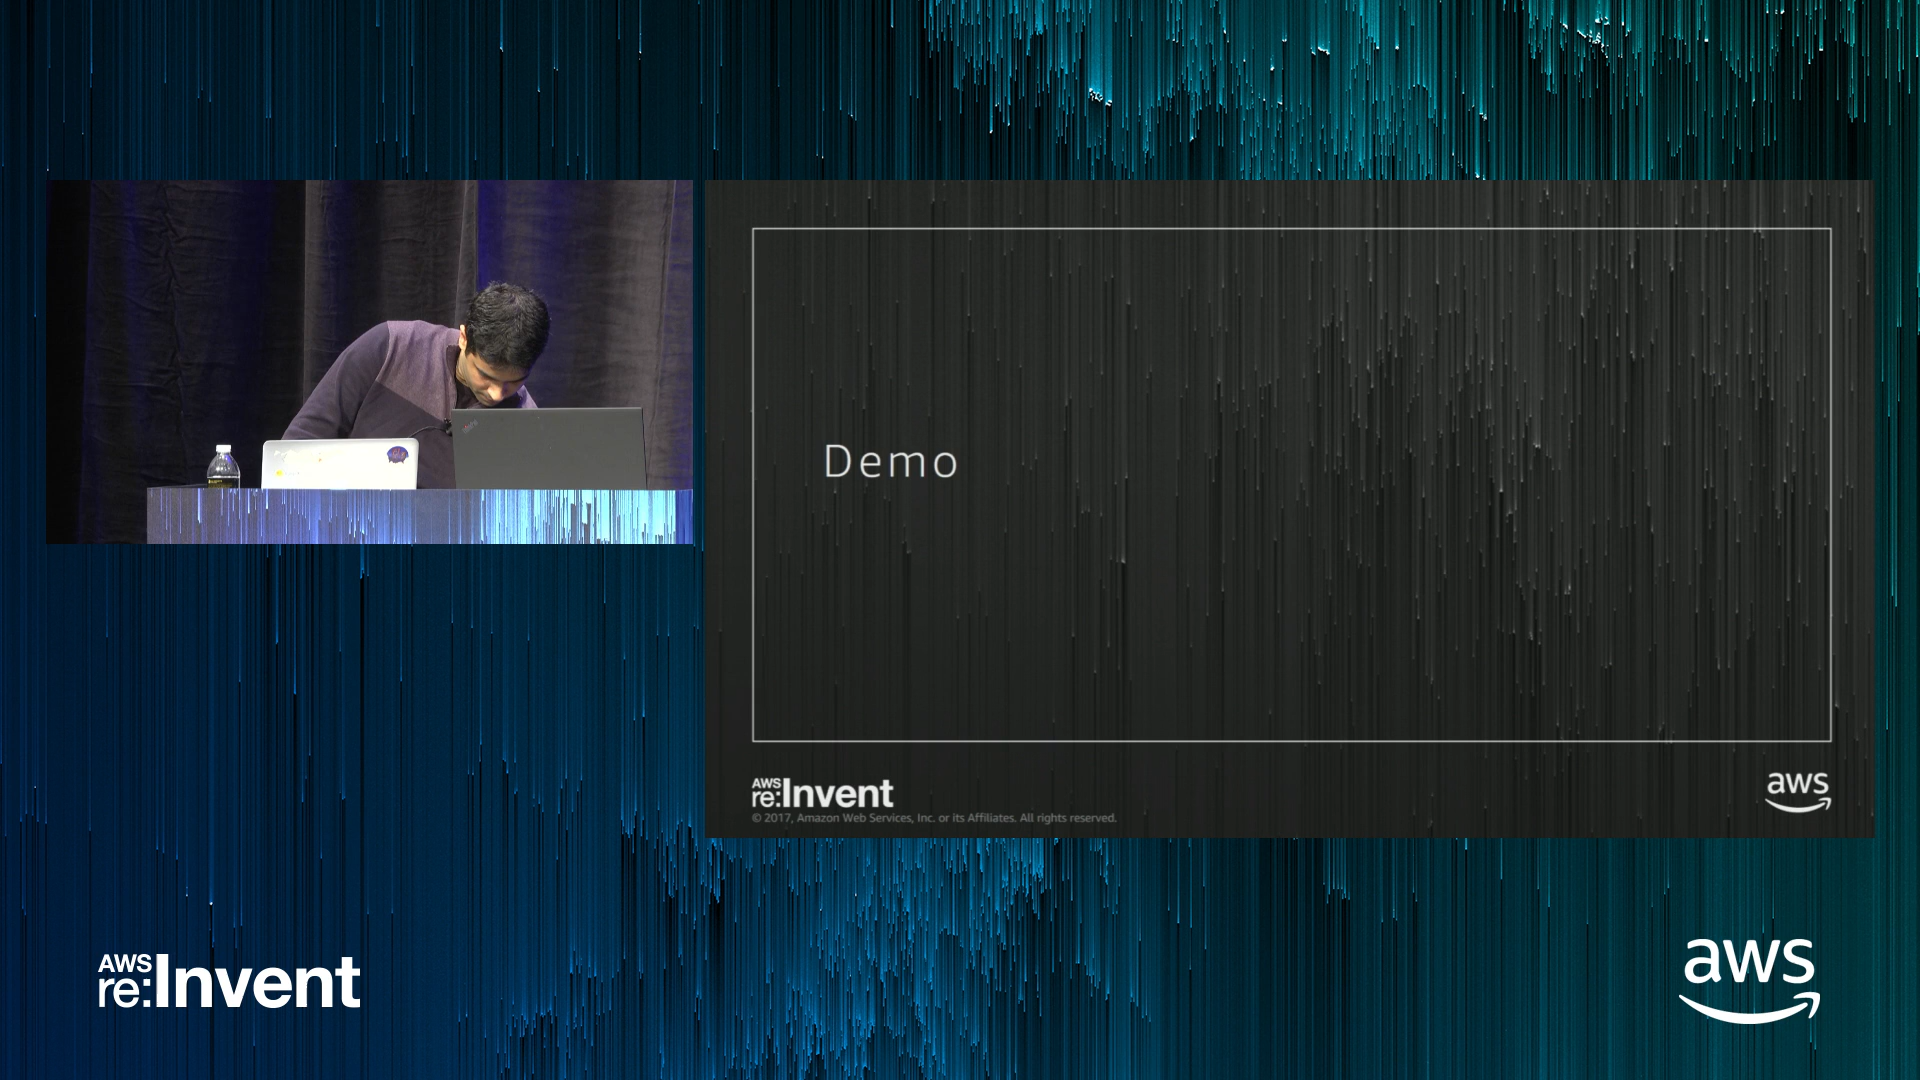 Demo
AWS
re:Invent
© 2017, Amazon Web Services, Inc. or its Affiliates. All rights reserved.
aws
AWS
re:Invent
aws